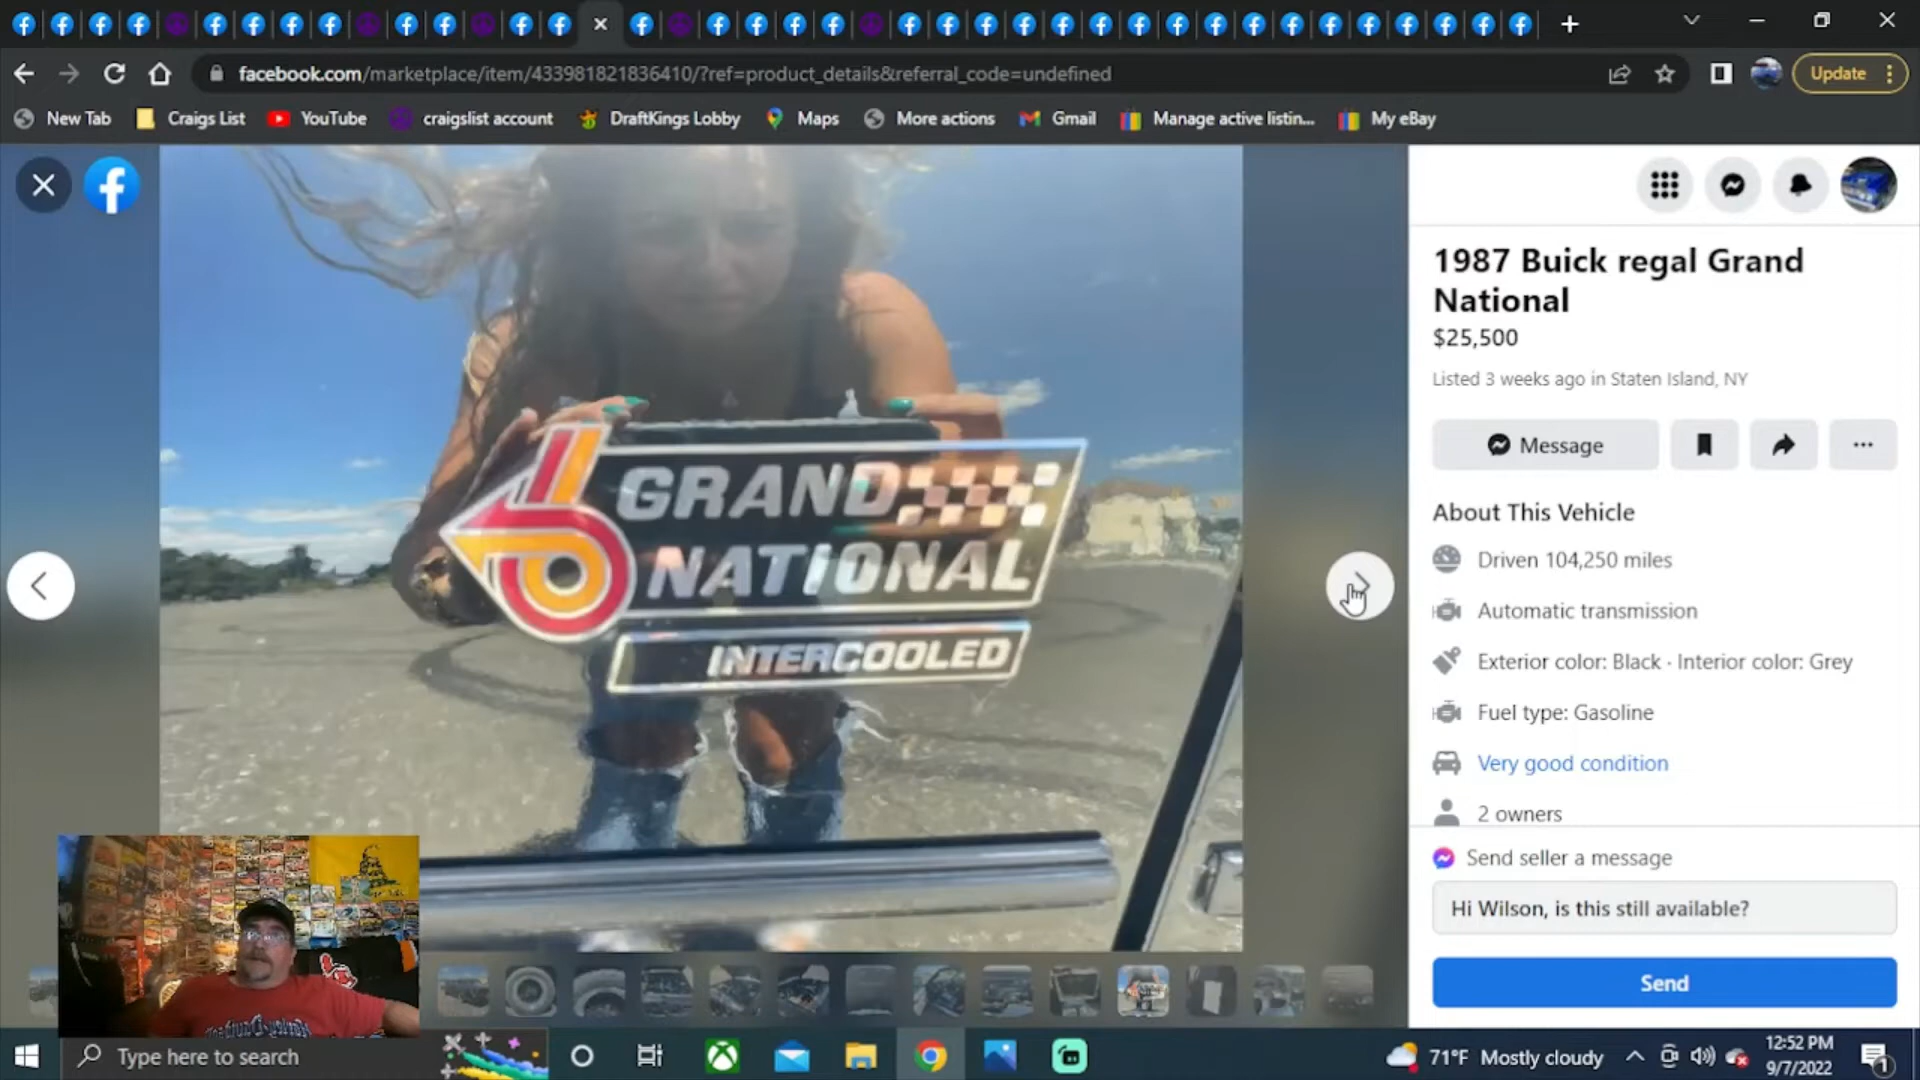 facebook.com/marketplace/item/433981821836410/?ref=product_details&referral_code=undefined
Update
New Tab
Craigs List
YouTube
craigslist account
DraftKings Lobby
Maps
More actions
Gmail
Manage active listin...
My eBay
1987 Buick regal Grand
National
$25,500
Listed 3 weeks ago in Staten Island, NY
Message
About This Vehicle
Driven 104,250 miles
Automatic transmission
Exterior color: Black · Interior color: Grey
Fuel type: Gasoline
Very good condition
2 owners
Send seller a message
Hi Wilson, is this still available?
Send
GRAND
NATIONAL
INTERCOOLED
Type here to search
71°F Mostly cloudy
12:52 PM
9/7/2022
1